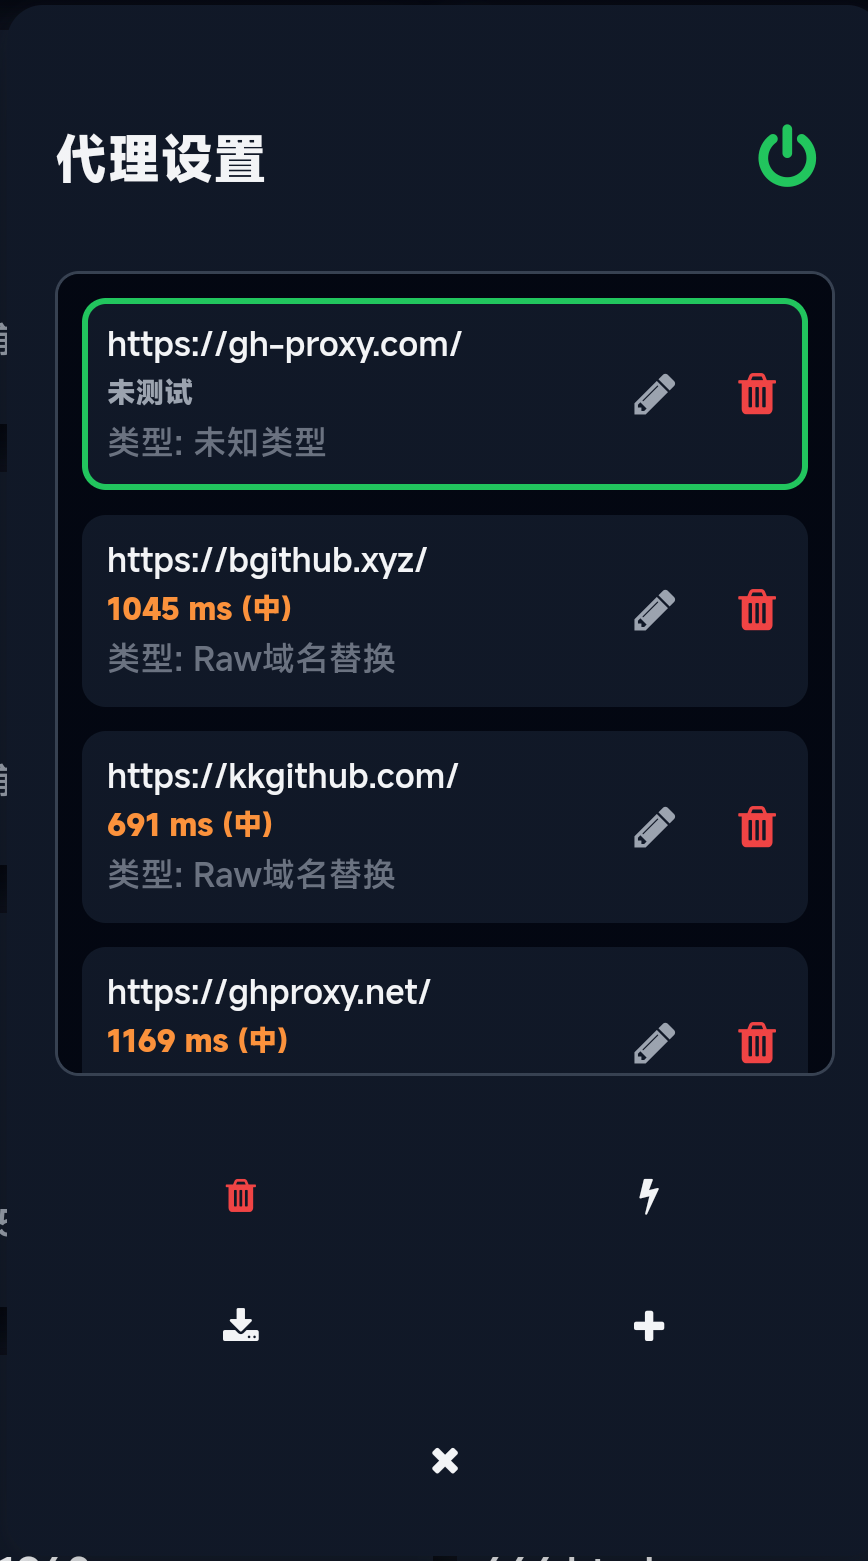 代理设置
https://gh-proxy.com/
未测试
类型: 未知类型
https://bgithub.xyz/
1045 ms (中)
类型: Raw域名替换
https://kkgithub.com/
691 ms (中)
类型: Raw域名替换
https://ghproxy.net/
1169 ms (中)